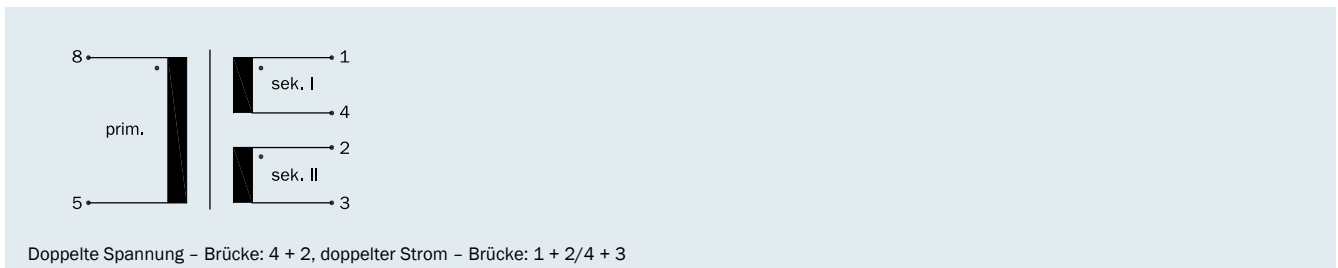 8
1
sek. I
4
prim.
2
sek. II
5
3
Doppelte Spannung – Brücke: 4 + 2, doppelter Strom – Brücke: 1 + 2/4 + 3